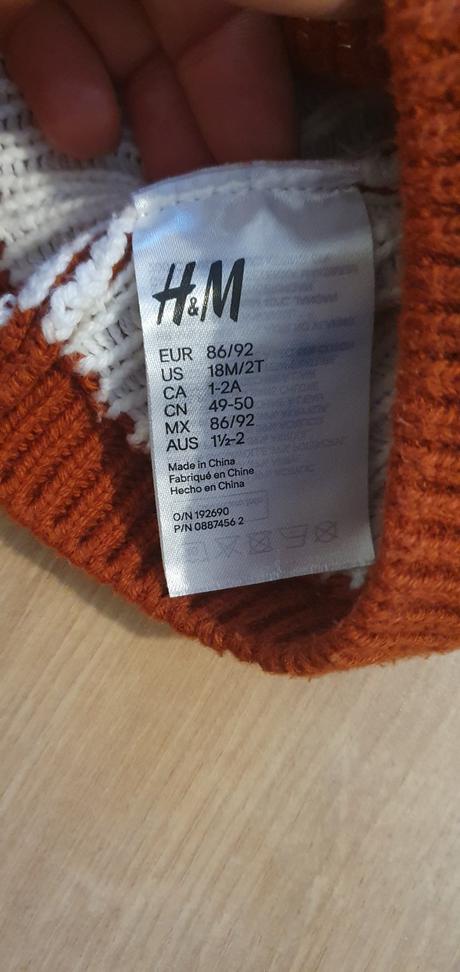 H&M
EUR 86/92
US 18M/2T
CA 1-2A
CN 49-50
MX 86/92
AUS 1½-2
Made in China
Fabriqué en Chine
Hecho en China
O/N 192690
P/N 0887456 2